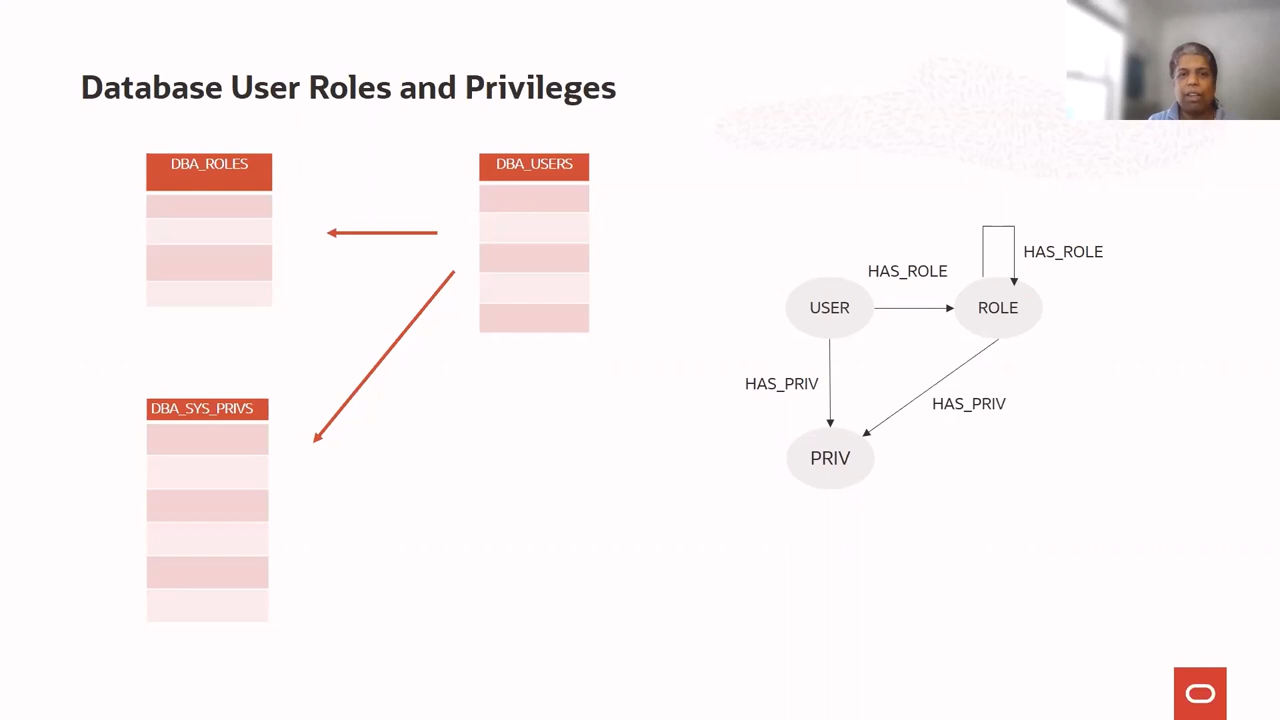 Database User Roles and Privileges
DBA_ROLES
DBA_USERS
DBA_SYS_PRIVS
HAS_ROLE
HAS_ROLE
USER
ROLE
HAS_PRIV
HAS_PRIV
PRIV